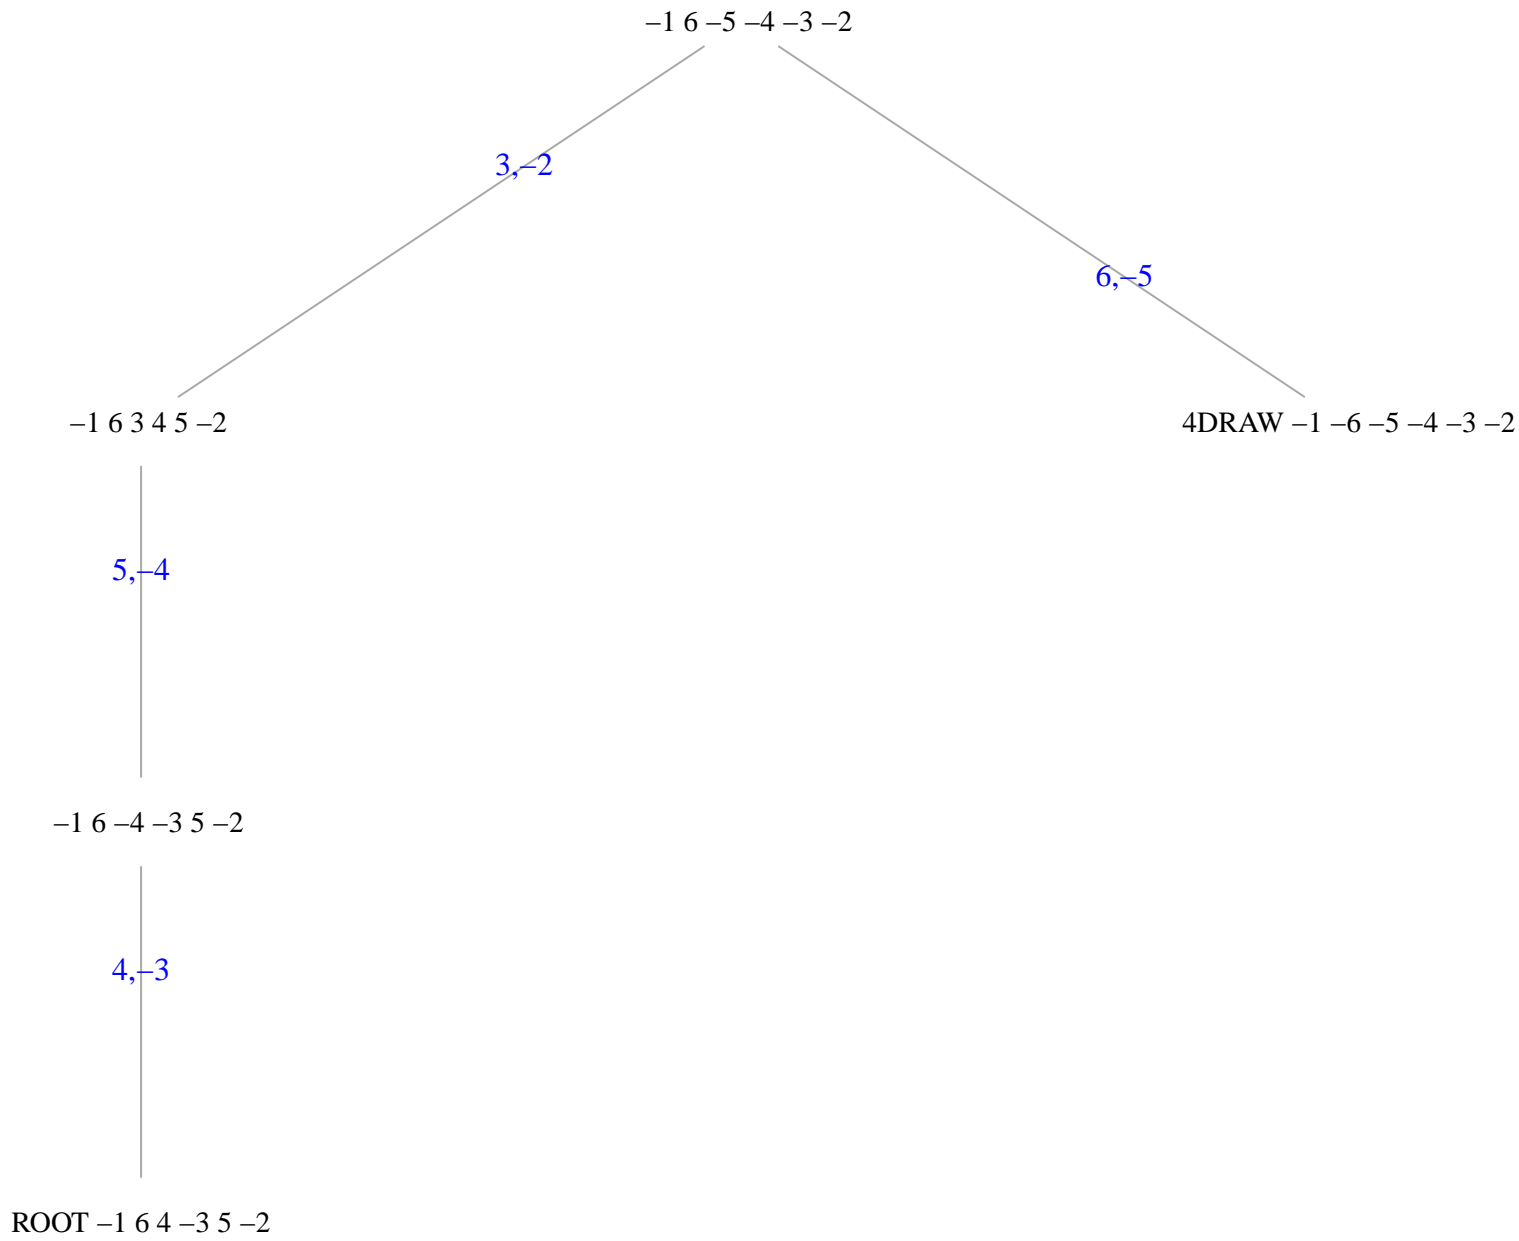 –1 6 –5 –4 –3 –2
3,–2
6,–5
–1 6 3 4 5 –2
4DRAW –1 –6 –5 –4 –3 –2
5,–4
–1 6 –4 –3 5 –2
4,–3
ROOT –1 6 4 –3 5 –2